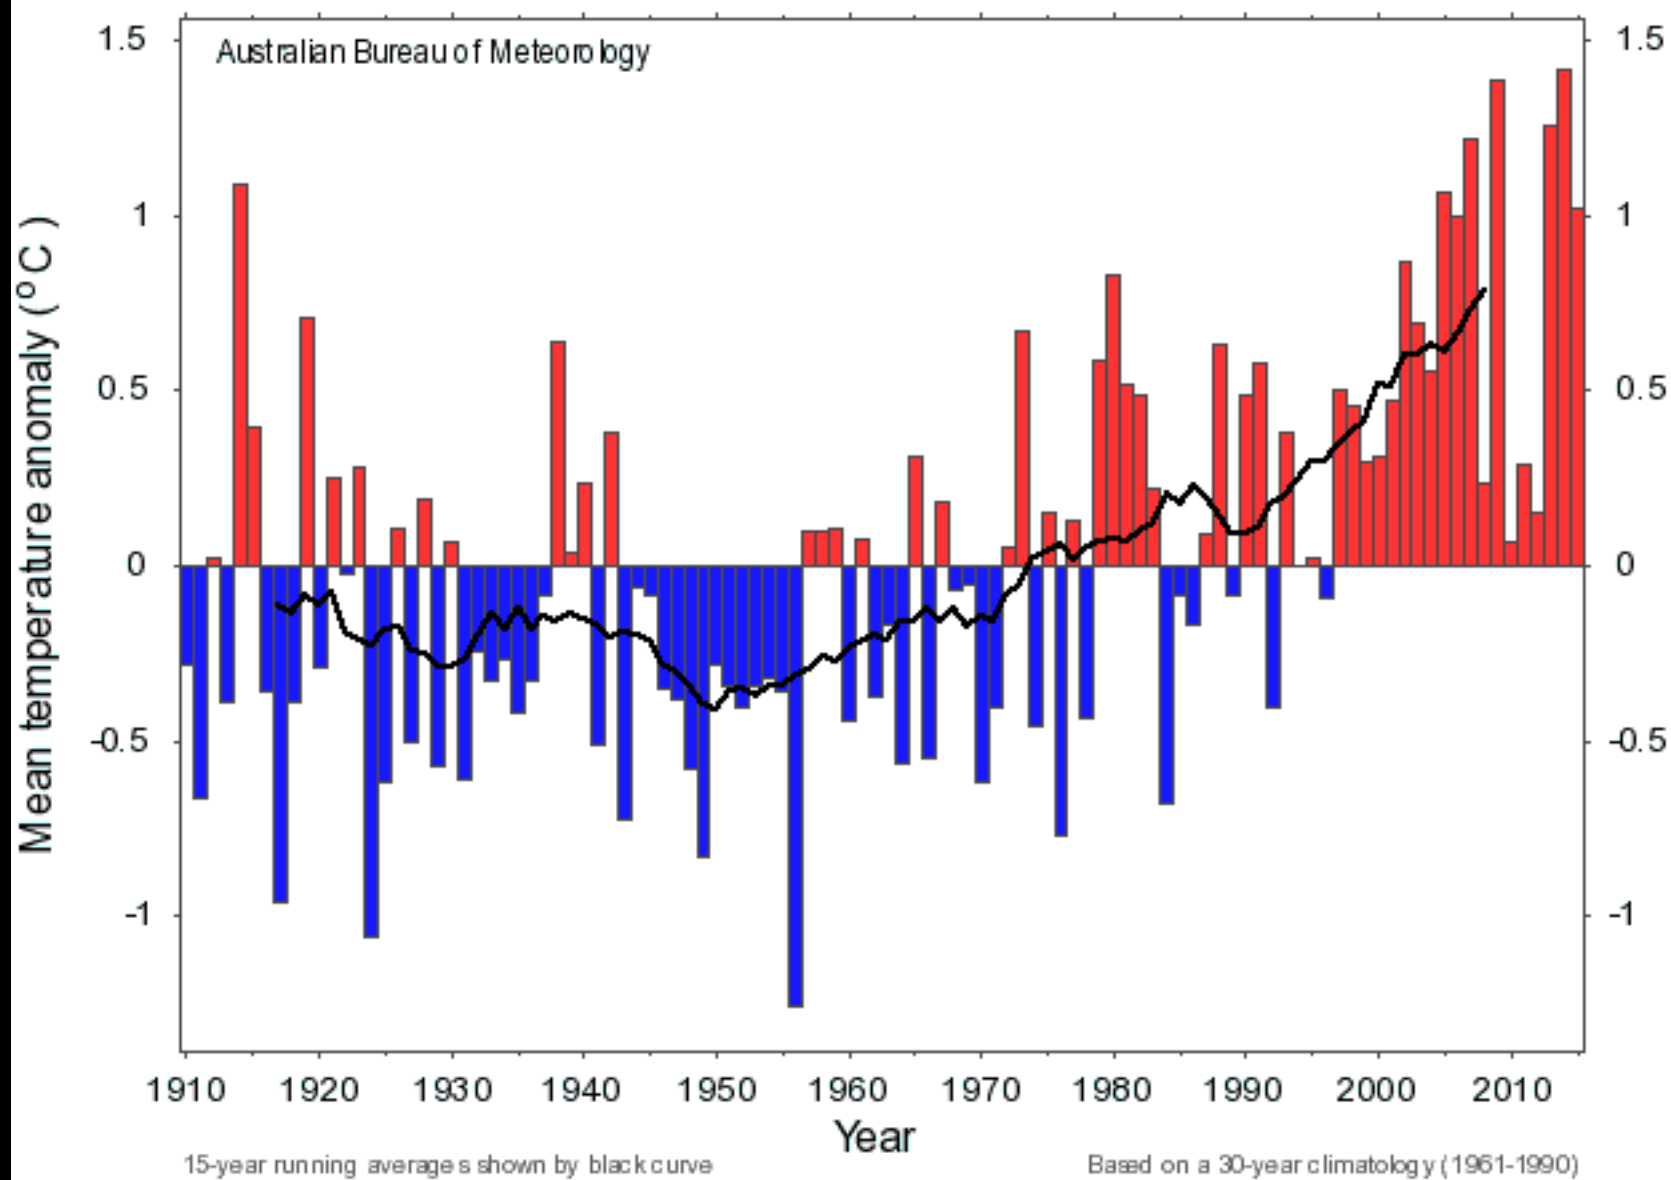 Australian Bureau of Meteorology
Mean temperature anomaly (°C)
1.5 1.5
1 1
0.5 0.5
0 0
-0.5 -0.5
-1 -1
1910 1920 1930 1940 1950 1960 1970 1980 1990 2000 2010
Year
15-year running averages shown by black curve
Based on a 30-year climatology (1961-1990)